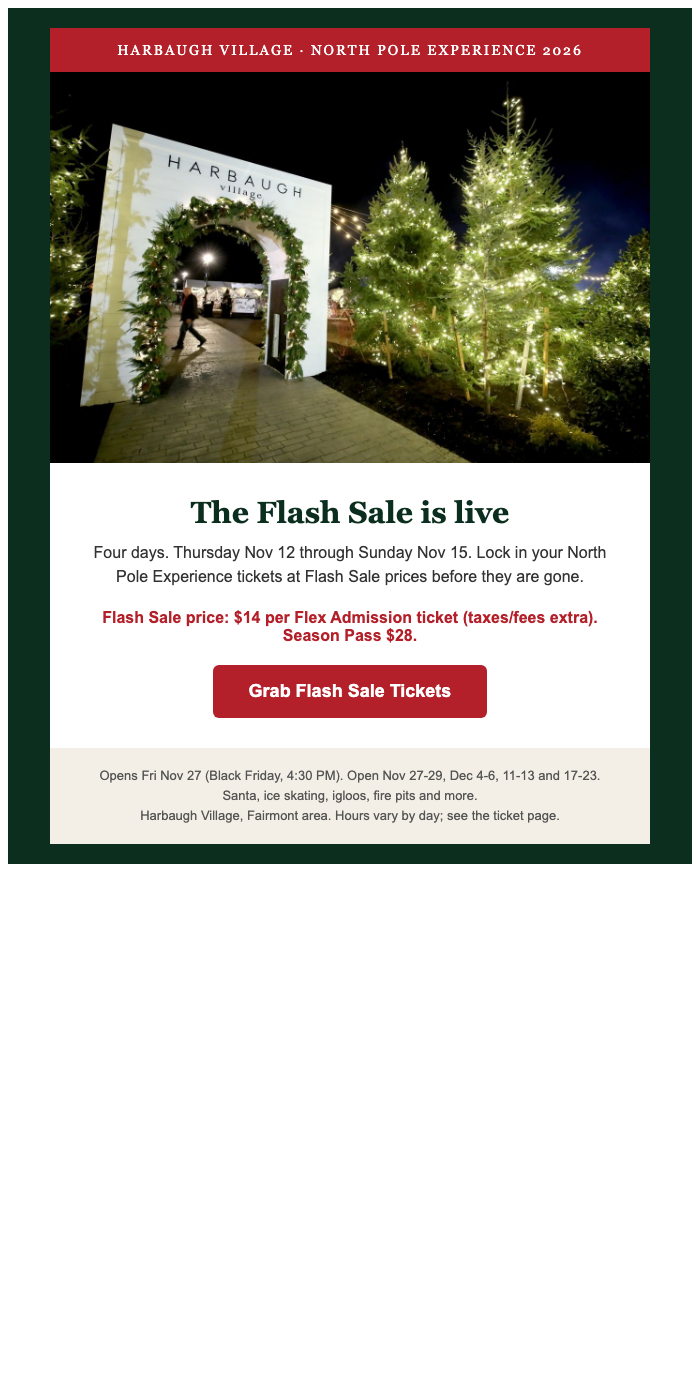 HARBAUGH VILLAGE · NORTH POLE EXPERIENCE 2026
HARBAUGH
village
The Flash Sale is live
Four days. Thursday Nov 12 through Sunday Nov 15. Lock in your North
Pole Experience tickets at Flash Sale prices before they are gone.
Flash Sale price: $14 per Flex Admission ticket (taxes/fees extra).
Season Pass $28.
Grab Flash Sale Tickets
Opens Fri Nov 27 (Black Friday, 4:30 PM). Open Nov 27-29, Dec 4-6, 11-13 and 17-23.
Santa, ice skating, igloos, fire pits and more.
Harbaugh Village, Fairmont area. Hours vary by day; see the ticket page.